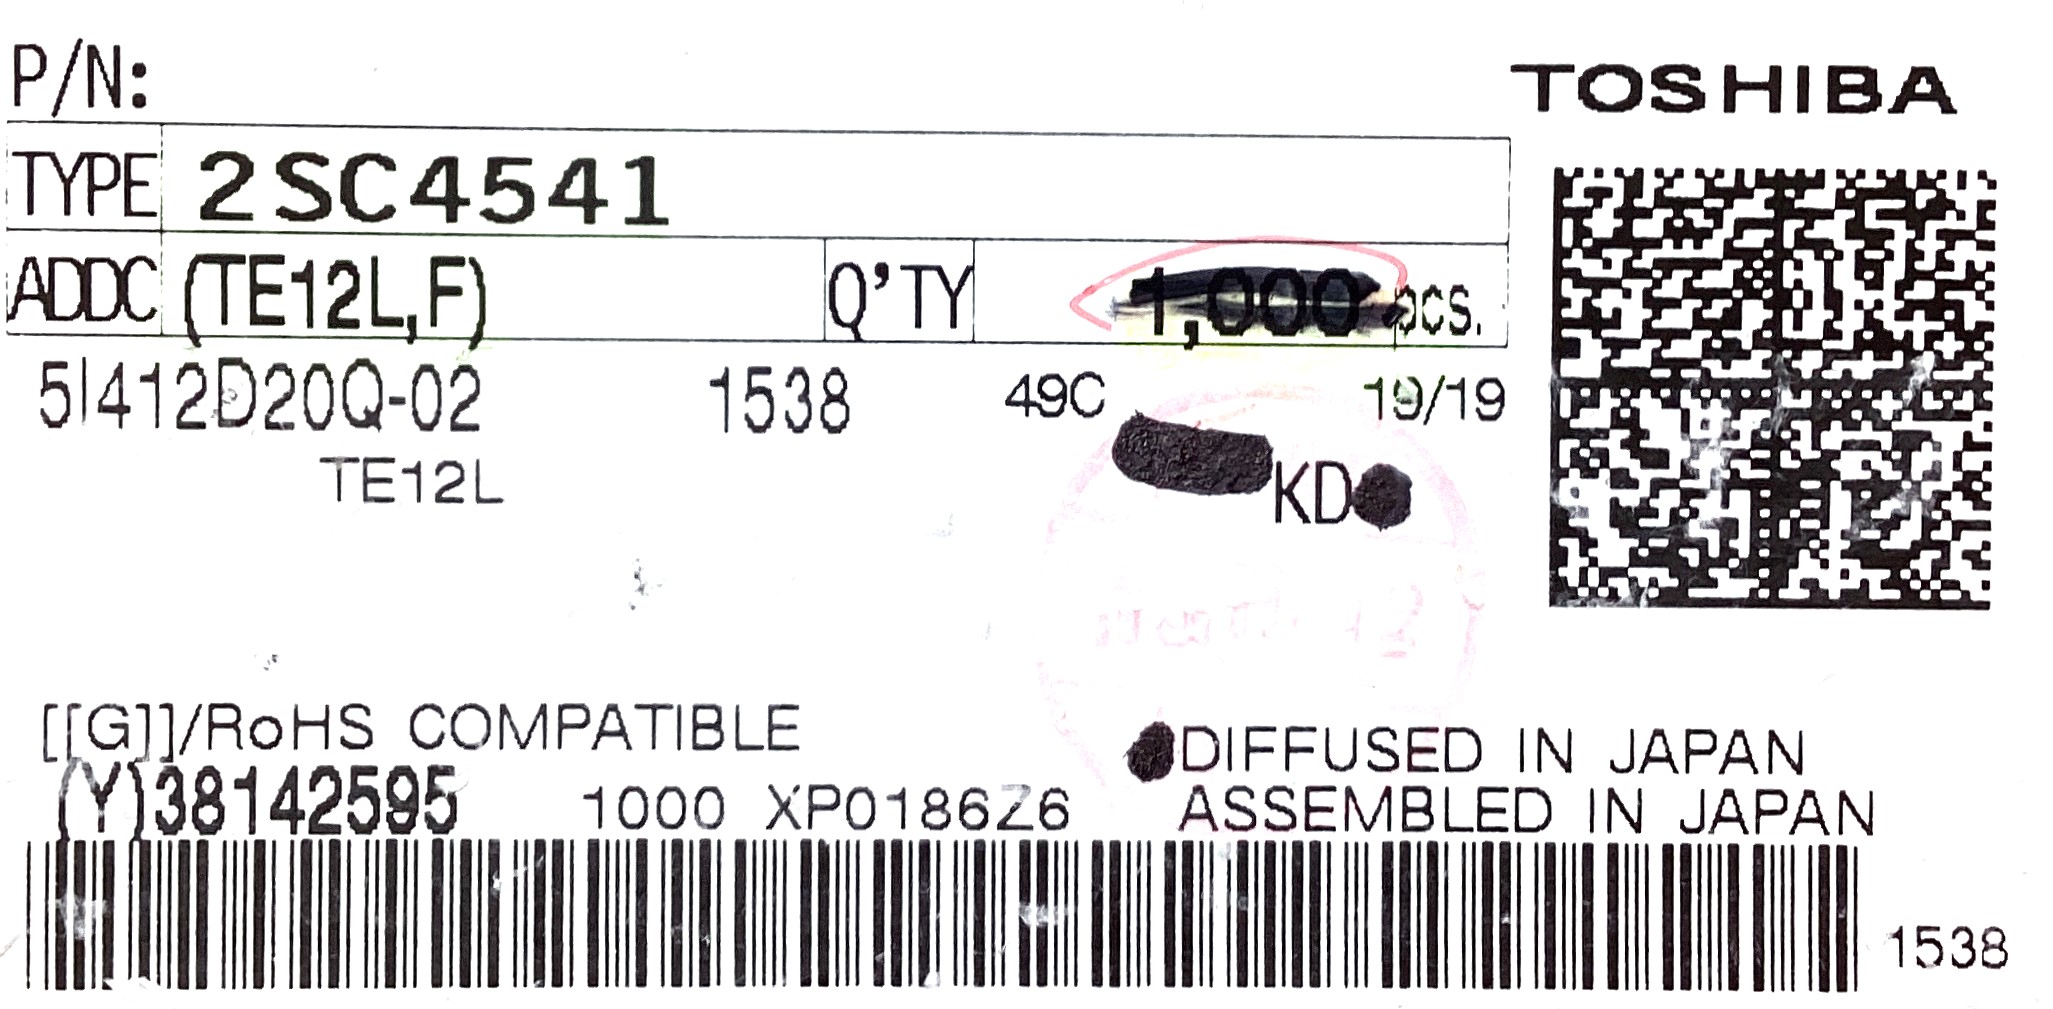 P/N:
TOSHIBA
TYPE 2SC4541
ADDC (TE12L,F) Q'TY 1,000 pcs.
5I412D20Q-02 1538 49C 19/19
TE12L
KD
[[G]]/RoHS COMPATIBLE
DIFFUSED IN JAPAN
(Y)38142595 1000 XP0186Z6
ASSEMBLED IN JAPAN
1538